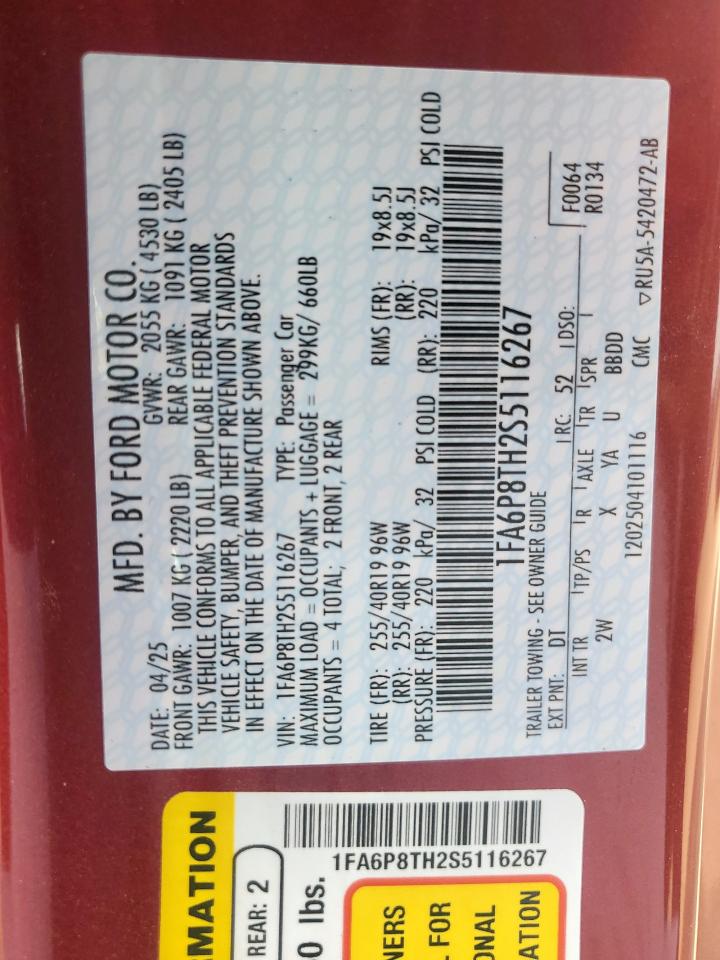 MFD. BY FORD MOTOR CO.
DATE: 04/25 GVWR: 2055 KG ( 4530 LB)
FRONT GAWR: 1007 KG ( 2220 LB) REAR GAWR: 1091 KG ( 2405 LB)
THIS VEHICLE CONFORMS TO ALL APPLICABLE FEDERAL MOTOR
VEHICLE SAFETY, BUMPER, AND THEFT PREVENTION STANDARDS
IN EFFECT ON THE DATE OF MANUFACTURE SHOWN ABOVE.
VIN: 1FA6P8TH2S5116267 TYPE: Passenger Car
MAXIMUM LOAD = OCCUPANTS + LUGGAGE = 299KG/ 660LB
OCCUPANTS = 4 TOTAL; 2 FRONT, 2 REAR
TIRE (FR): 255/40R19 96W RIMS (FR): 19x8.5J
(RR): 255/40R19 96W (RR): 19x8.5J
PRESSURE (FR): 220 kPa/ 32 PSI COLD (RR): 220 kPa/ 32 PSI COLD
1FA6P8TH2S5116267
TRAILER TOWING - SEE OWNER GUIDE
EXT PNT: DT RC: 52 DSO: F0064
R0134
INT TR TP/PS R AXLE TR SPR
2W X YA U BBDD
1202504101116 CMC ▽RU5A-5420472-AB
MATION
REAR: 2
1FA6P8TH2S5116267
0 lbs.
NERS
L FOR
ONAL
ATION